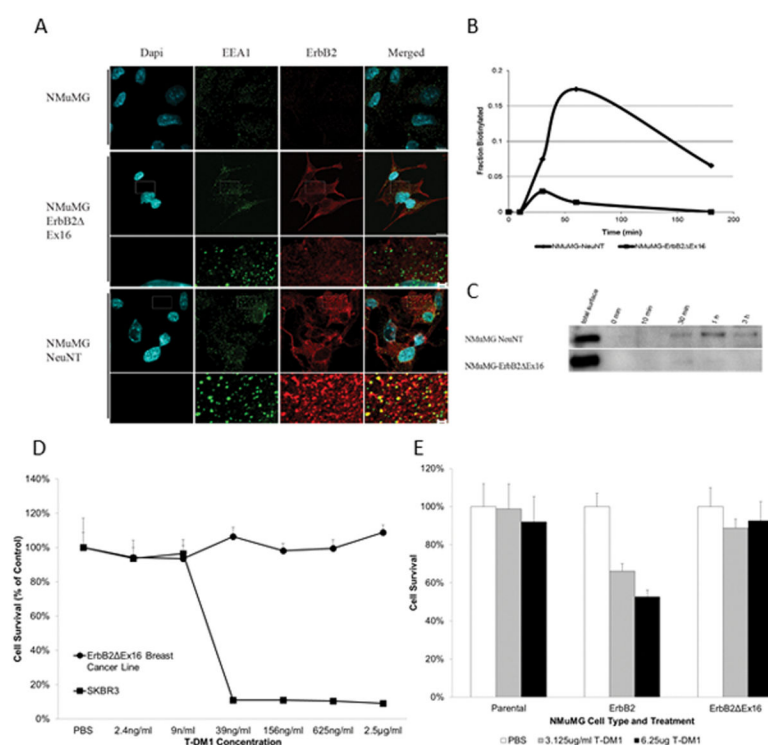 A
Dapi EEA1 ErbB2 Merged
NMuMG
NMuMG
ErbB2Δ
Ex16
NMuMG
NeuNT
B
0.2
0.15
0.1
0.05
0
Fraction Biotinylated
0 50 100 150 200
Time (min)
NMuMG-NeuNT NMuMG-ErbB2ΔEx16
C
total surface 0 min 10 min 30 min 1 h 3 h
NMuMG NeuNT
NMuMG-ErbB2ΔEx16
D
140%
120%
100%
80%
60%
40%
20%
0%
Cell Survival (% of Control)
ErbB2ΔEx16 Breast
Cancer Line
SKBR3
PBS 2.4ng/ml 9ng/ml 39ng/ml 156ng/ml 625ng/ml 2.5µg/ml
T-DM1 Concentration
E
120%
100%
80%
60%
40%
20%
0%
Cell Survival
Parental ErbB2 ErbB2ΔEx16
NMuMG Cell Type and Treatment
PBS 3.125ug/ml T-DM1 6.25ug T-DM1